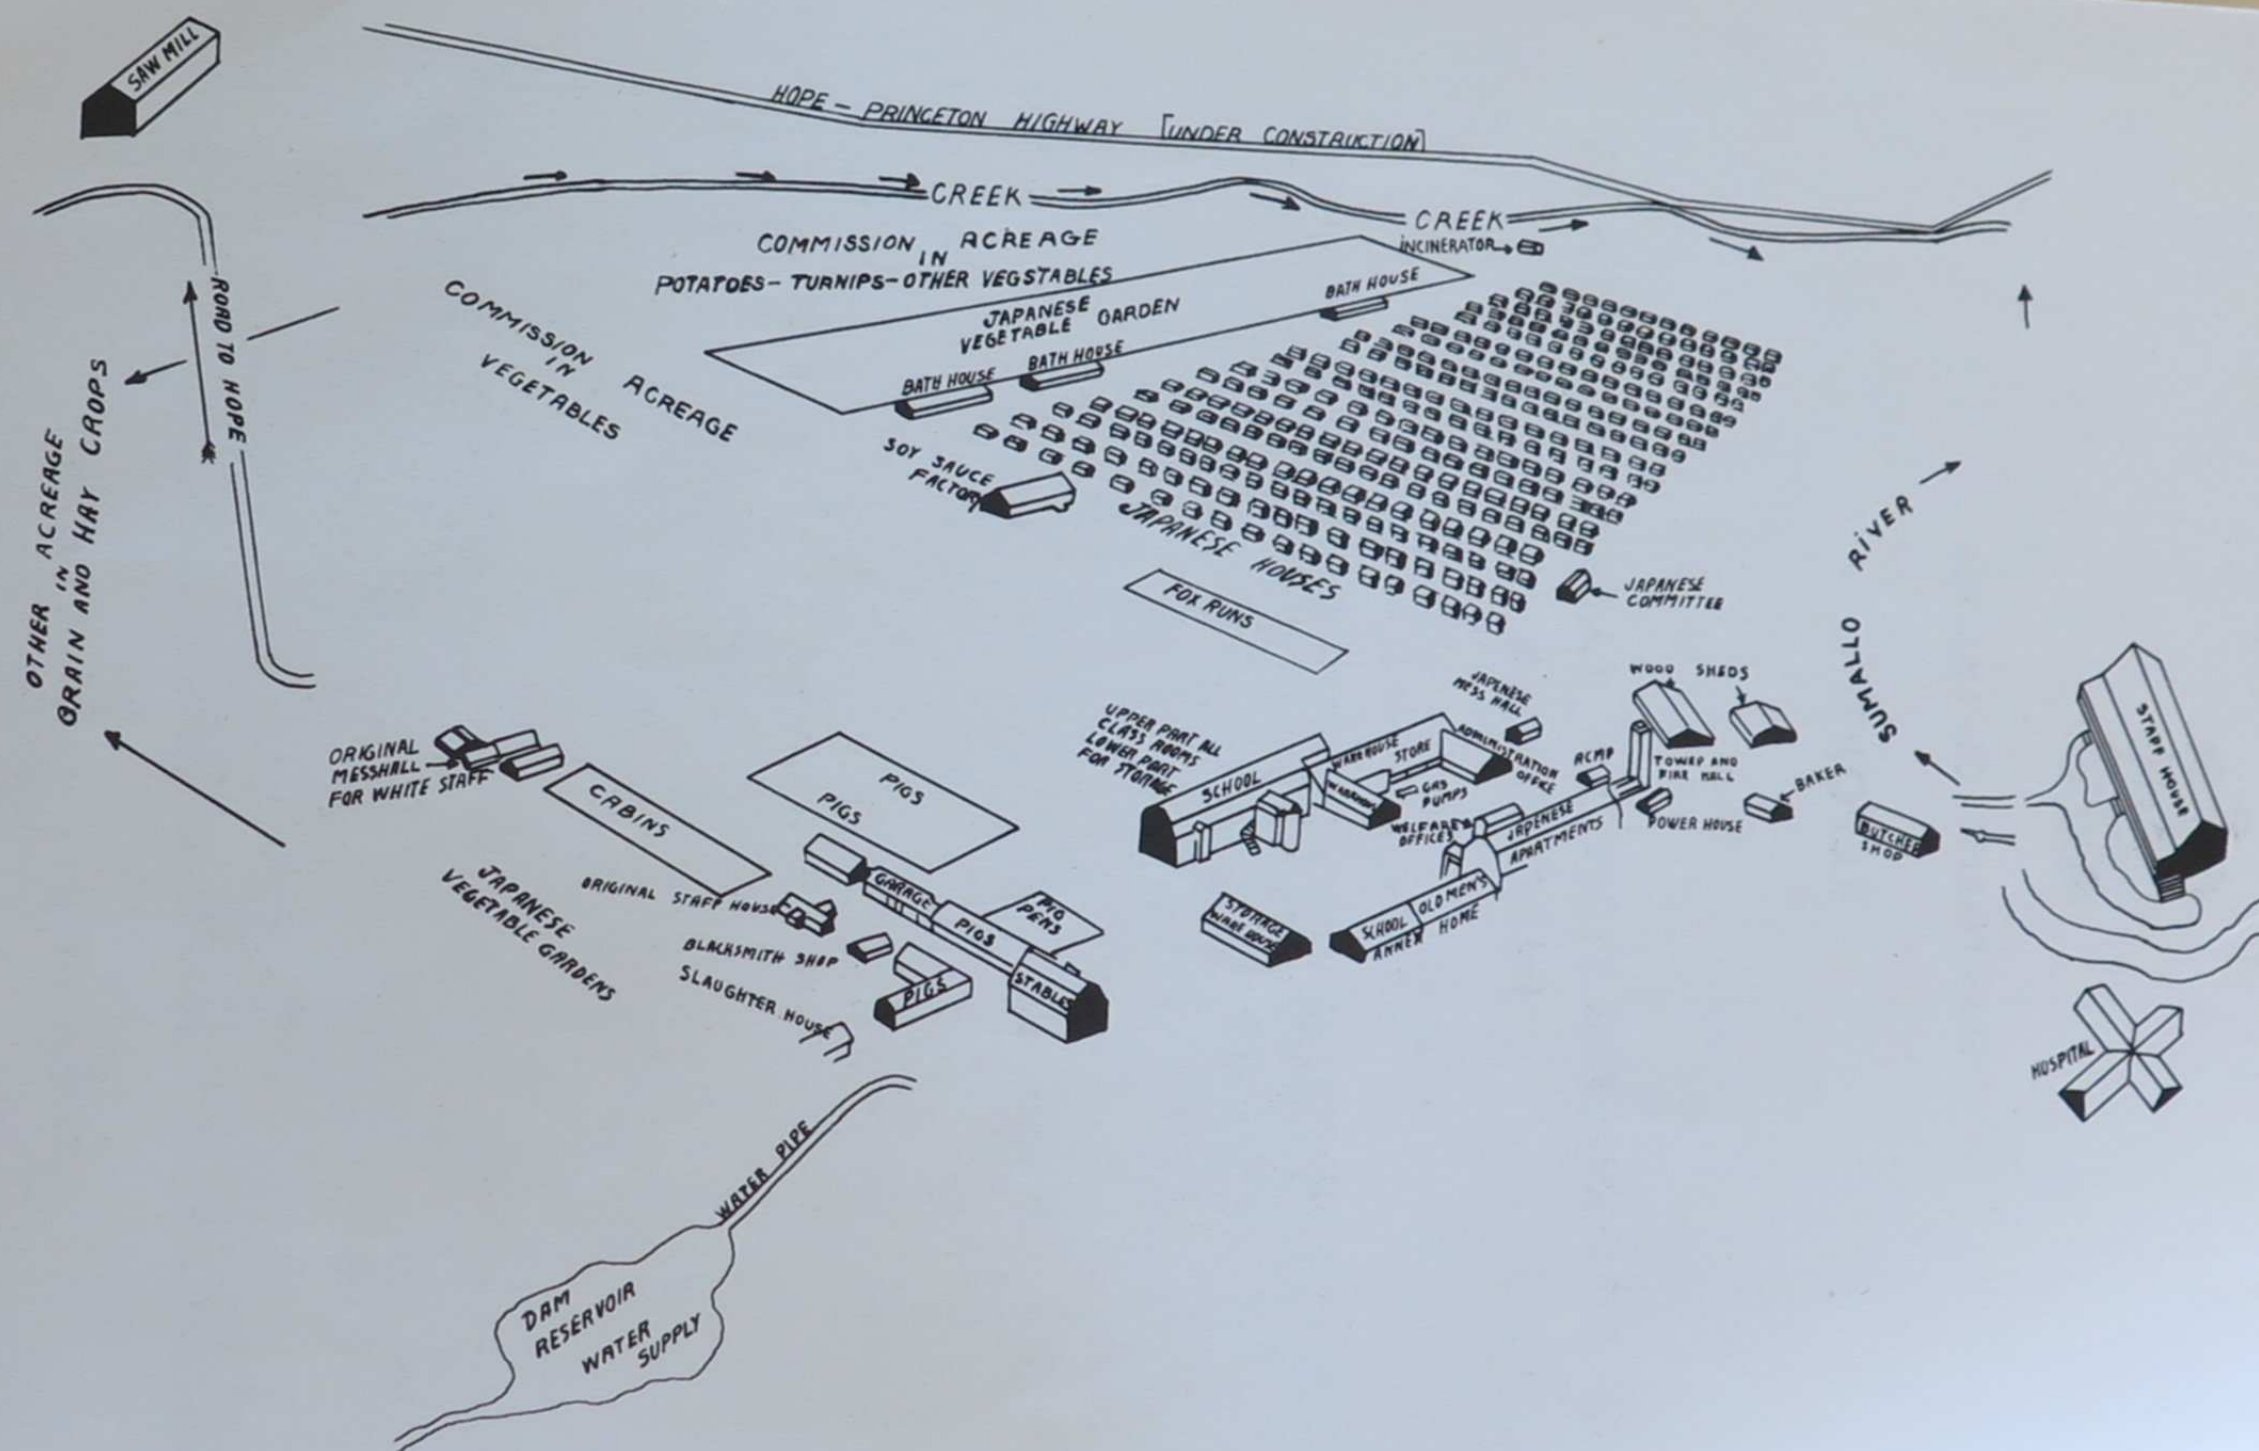 SAW MILL
HOPE – PRINCETON HIGHWAY [UNDER CONSTRUCTION]
CREEK
CREEK
INCINERATOR
COMMISSION IN ACREAGE
POTATOES – TURNIPS – OTHER VEGSTABLES
COMMISSION IN ACREAGE
VEGETABLES
JAPANESE
VEGETABLE GARDEN
BATH HOUSE
BATH HOUSE
BATH HOUSE
ROAD TO HOPE
OTHER IN ACREAGE
GRAIN AND HAY CROPS
SOY SAUCE
FACTORY
JAPANESE HOUSES
FOX RUNS
JAPANESE
COMMITTEE
SUMALLO RIVER
STAFF HOUSE
WOOD SHEDS
JAPENESE
MESS HALL
UPPER PART ALL
CLASS ROOMS
LOWER PART
FOR STORAGE
SCHOOL
WAREHOUSE
STORE
ADMINISTRATION
OFFICE
GAS
PUMPS
RCMP
TOWER AND
FIRE HALL
BAKER
POWER HOUSE
BUTCHER
SHOP
WELFARE
OFFICES
JAPENESE
APARTMENTS
ORIGINAL
MESSHALL
FOR WHITE STAFF
CABINS
PIGS
PIGS
GARAGE
PIGS
PIG
PENS
STABLES
ORIGINAL STAFF HOUSE
BLACKSMITH SHOP
PIGS
SLAUGHTER HOUSE
JAPANESE
VEGETABLE GARDENS
STORAGE
WARE HOUSE
SCHOOL
ANNEX
OLD MEN'S
HOME
HOSPITAL
WATER PIPE
DAM
RESERVOIR
WATER
SUPPLY